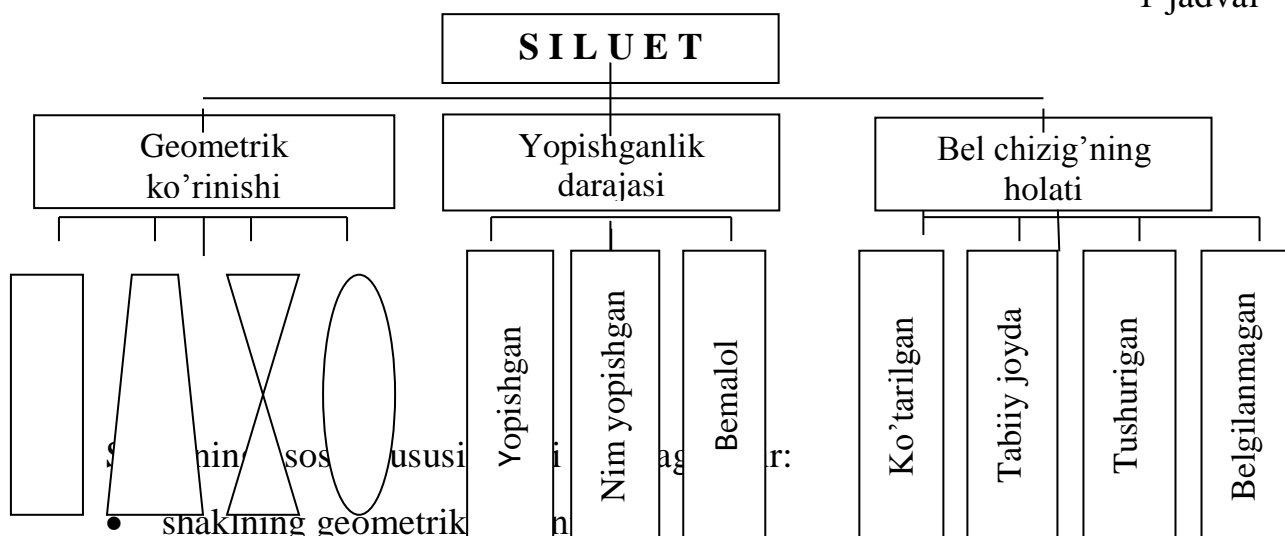 1-jadval
S I L U E T
Geometrik
ko’rinishi
Yopishganlik
darajasi
Bel chizig’ning
holati
Yopishgan
Nim yopishgan
Bemalol
Ko’tarilgan
Tabiiy joyda
Tushurigan
Belgilanmagan
shaklning geometrik